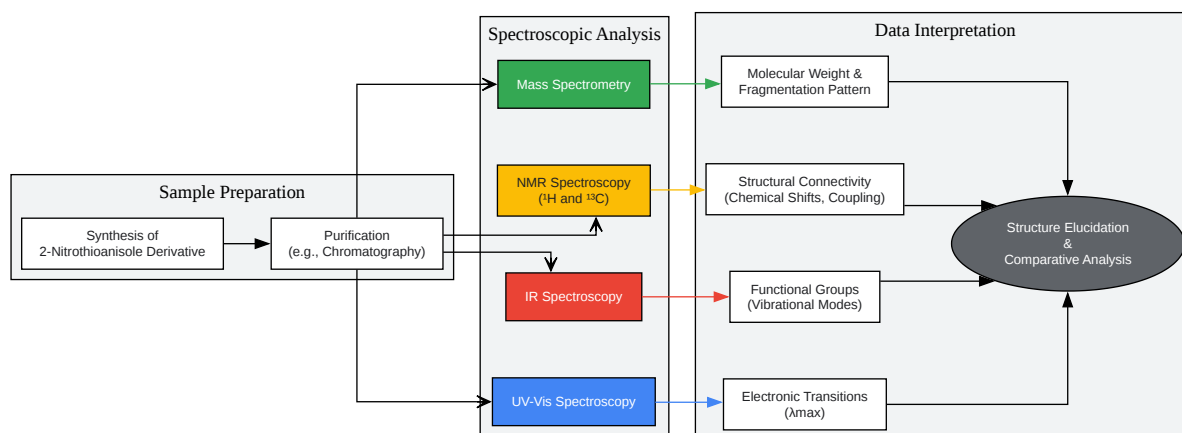 Sample Preparation
Synthesis of
2-Nitrothioanisole Derivative
Purification
(e.g., Chromatography)
Spectroscopic Analysis
Mass Spectrometry
NMR Spectroscopy
(¹H and ¹³C)
IR Spectroscopy
UV-Vis Spectroscopy
Data Interpretation
Molecular Weight &
Fragmentation Pattern
Structural Connectivity
(Chemical Shifts, Coupling)
Functional Groups
(Vibrational Modes)
Electronic Transitions
(λmax)
Structure Elucidation
&
Comparative Analysis